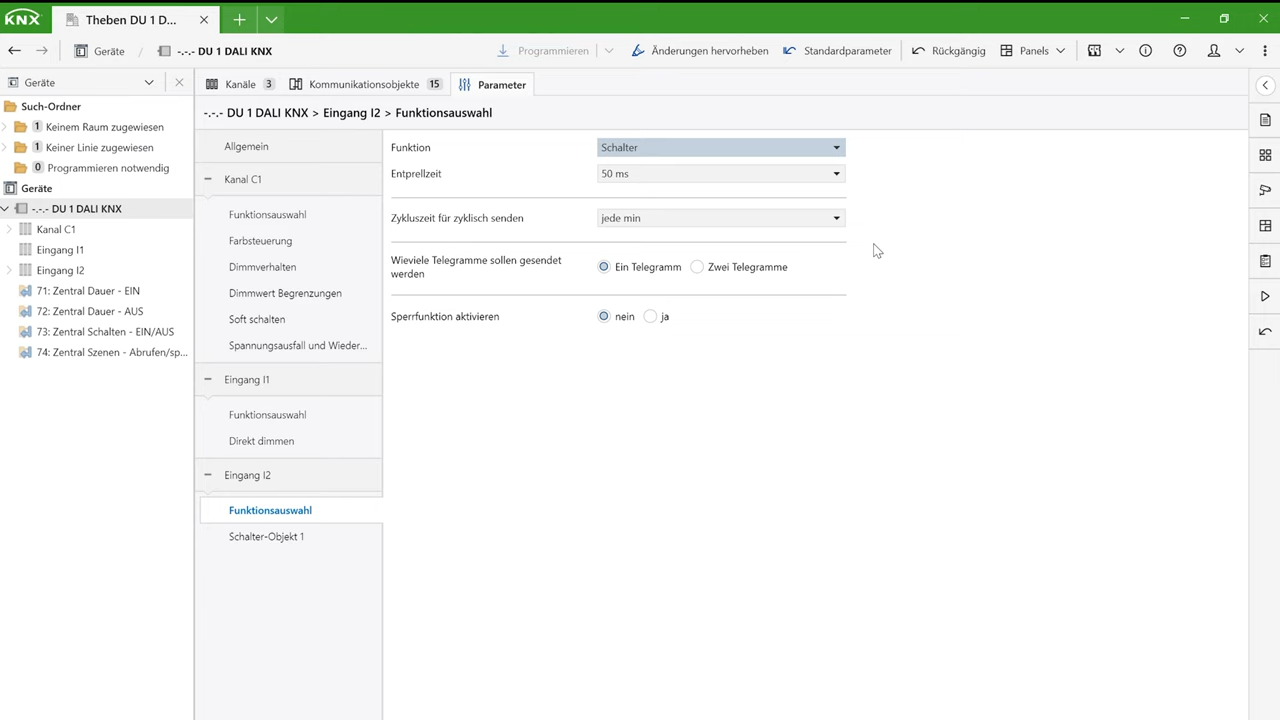 KNX
Theben DU 1 D...
Geräte
-.-.- DU 1 DALI KNX
Programmieren
Änderungen hervorheben
Standardparameter
Rückgängig
Panels
Geräte
Such-Ordner
1 Keinem Raum zugewiesen
1 Keiner Linie zugewiesen
0 Programmieren notwendig
Geräte
-.-.- DU 1 DALI KNX
Kanal C1
Eingang I1
Eingang I2
71: Zentral Dauer - EIN
72: Zentral Dauer - AUS
73: Zentral Schalten - EIN/AUS
74: Zentral Szenen - Abrufen/sp...
Kanäle 3
Kommunikationsobjekte 15
Parameter
-.-.- DU 1 DALI KNX > Eingang I2 > Funktionsauswahl
Allgemein
Kanal C1
Funktionsauswahl
Farbsteuerung
Dimmverhalten
Dimmwert Begrenzungen
Soft schalten
Spannungsausfall und Wieder...
Eingang I1
Funktionsauswahl
Direkt dimmen
Eingang I2
Funktionsauswahl
Schalter-Objekt 1
Funktion Schalter
Entprellzeit 50 ms
Zykluszeit für zyklisch senden jede min
Wieviele Telegramme sollen gesendet
werden
Ein Telegramm Zwei Telegramme
Sperrfunktion aktivieren nein ja